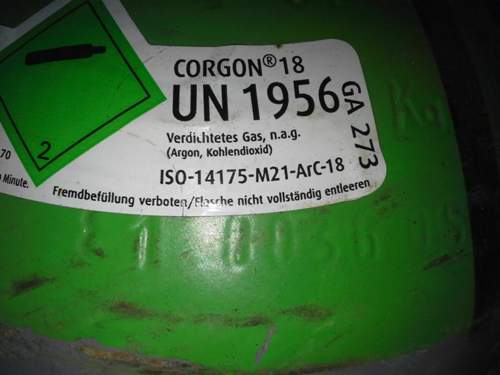 CORGON®18
UN 1956
Verdichtetes Gas, n.a.g.
(Argon, Kohlendioxid)
ISO-14175-M21-ArC-18
Fremdbefüllung verboten/Flasche nicht vollständig entleeren.
GA 273
2
70
Minute.